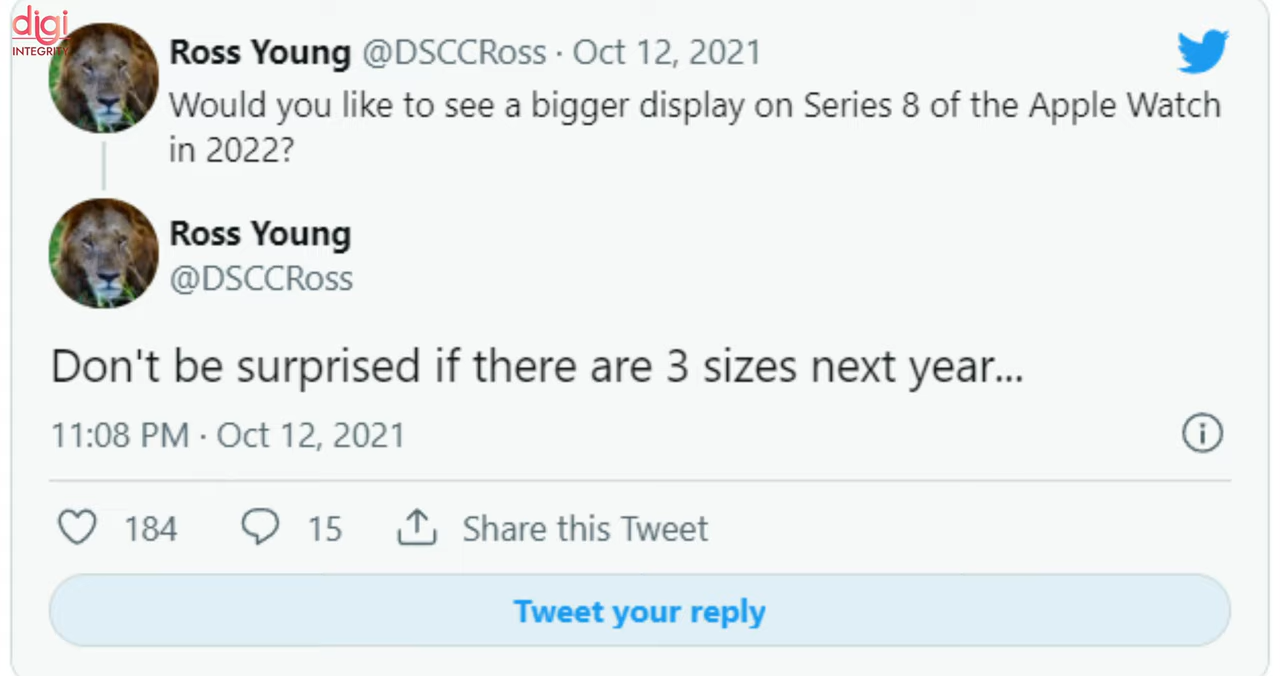 digi
INTEGRITY
Ross Young @DSCCRoss · Oct 12, 2021
Would you like to see a bigger display on Series 8 of the Apple Watch
in 2022?
Ross Young
@DSCCRoss
Don't be surprised if there are 3 sizes next year...
11:08 PM · Oct 12, 2021
184 15 Share this Tweet
Tweet your reply